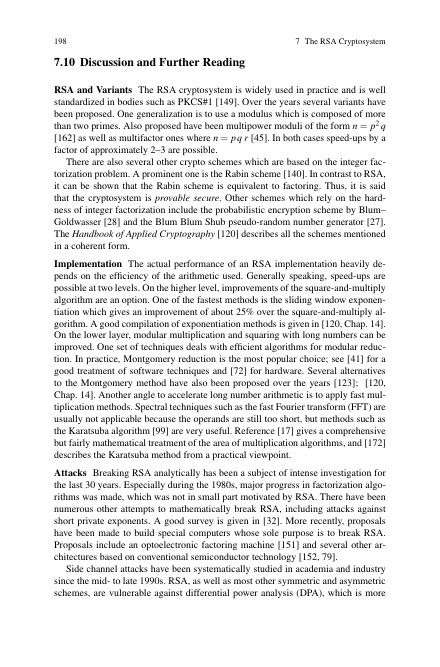 198 7 The RSA Cryptosystem
7.10 Discussion and Further Reading
RSA and Variants The RSA cryptosystem is widely used in practice and is well
standardized in bodies such as PKCS#1 [149]. Over the years several variants have
been proposed. One generalization is to use a modulus which is composed of more
than two primes. Also proposed have been multipower moduli of the form n = p²q
[162] as well as multifactor ones where n = p q r [45]. In both cases speed-ups by a
factor of approximately 2–3 are possible.
There are also several other crypto schemes which are based on the integer fac-
torization problem. A prominent one is the Rabin scheme [140]. In contrast to RSA,
it can be shown that the Rabin scheme is equivalent to factoring. Thus, it is said
that the cryptosystem is provable secure. Other schemes which rely on the hard-
ness of integer factorization include the probabilistic encryption scheme by Blum–
Goldwasser [28] and the Blum Blum Shub pseudo-random number generator [27].
The Handbook of Applied Cryptography [120] describes all the schemes mentioned
in a coherent form.
Implementation The actual performance of an RSA implementation heavily de-
pends on the efficiency of the arithmetic used. Generally speaking, speed-ups are
possible at two levels. On the higher level, improvements of the square-and-multiply
algorithm are an option. One of the fastest methods is the sliding window exponen-
tiation which gives an improvement of about 25% over the square-and-multiply al-
gorithm. A good compilation of exponentiation methods is given in [120, Chap. 14].
On the lower layer, modular multiplication and squaring with long numbers can be
improved. One set of techniques deals with efficient algorithms for modular reduc-
tion. In practice, Montgomery reduction is the most popular choice; see [41] for a
good treatment of software techniques and [72] for hardware. Several alternatives
to the Montgomery method have also been proposed over the years [123]; [120,
Chap. 14]. Another angle to accelerate long number arithmetic is to apply fast mul-
tiplication methods. Spectral techniques such as the fast Fourier transform (FFT) are
usually not applicable because the operands are still too short, but methods such as
the Karatsuba algorithm [99] are very useful. Reference [17] gives a comprehensive
but fairly mathematical treatment of the area of multiplication algorithms, and [172]
describes the Karatsuba method from a practical viewpoint.
Attacks Breaking RSA analytically has been a subject of intense investigation for
the last 30 years. Especially during the 1980s, major progress in factorization algo-
rithms was made, which was not in small part motivated by RSA. There have been
numerous other attempts to mathematically break RSA, including attacks against
short private exponents. A good survey is given in [32]. More recently, proposals
have been made to build special computers whose sole purpose is to break RSA.
Proposals include an optoelectronic factoring machine [151] and several other ar-
chitectures based on conventional semiconductor technology [152, 79].
Side channel attacks have been systematically studied in academia and industry
since the mid- to late 1990s. RSA, as well as most other symmetric and asymmetric
schemes, are vulnerable against differential power analysis (DPA), which is more